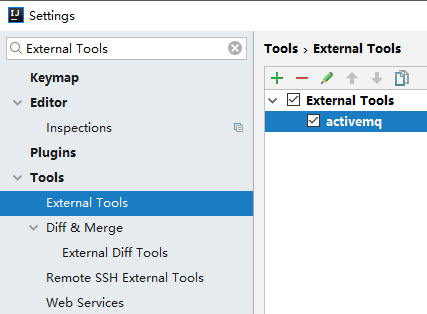 IJ Settings
External Tools
Keymap
Editor
Inspections
Plugins
Tools
External Tools
Diff & Merge
External Diff Tools
Remote SSH External Tools
Web Services
Tools › External Tools
External Tools
activemq